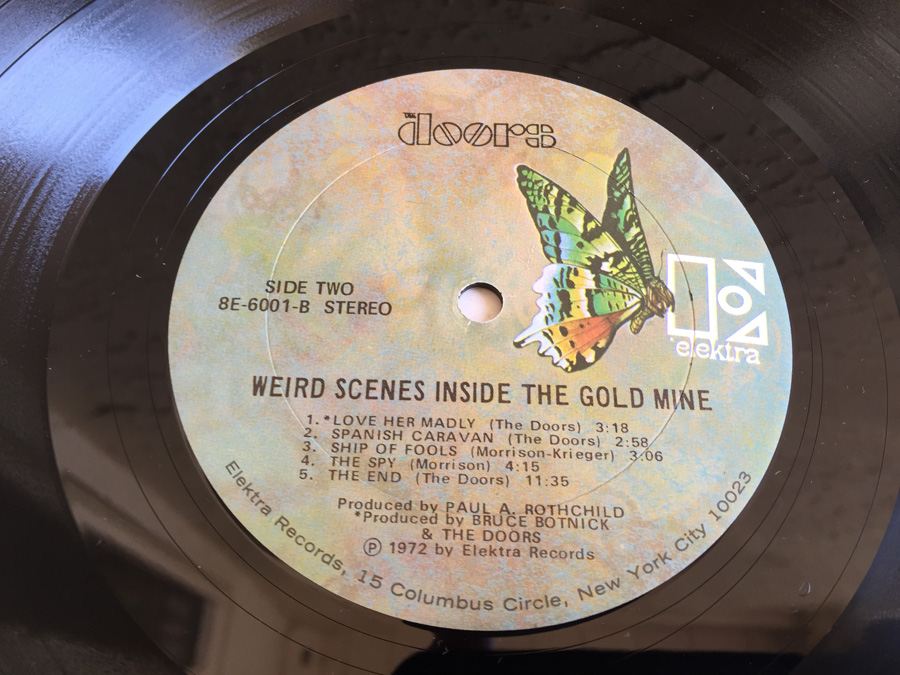 THE doors
SIDE TWO
8E-6001-B STEREO
elektra
WEIRD SCENES INSIDE THE GOLD MINE
1. *LOVE HER MADLY (The Doors) 3:18
2. SPANISH CARAVAN (The Doors) 2:58
3. SHIP OF FOOLS (Morrison-Krieger) 3:06
4. THE SPY (Morrison) 4:15
5. THE END (The Doors) 11:35
Produced by PAUL A. ROTHCHILD
*Produced by BRUCE BOTNICK
& THE DOORS
Ⓟ 1972 by Elektra Records
Elektra Records, 15 Columbus Circle, New York City 10023